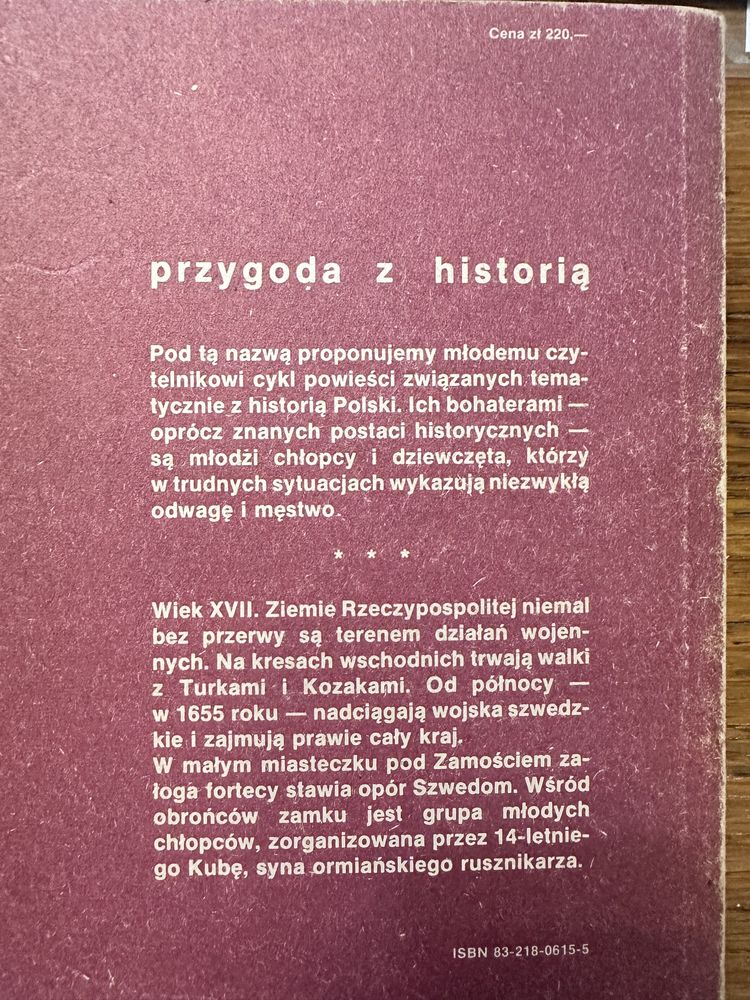 Cena zł 220,—
przygoda z historią
Pod tą nazwą proponujemy młodemu czy-
telnikowi cykl powieści związanych tema-
tycznie z historią Polski. Ich bohaterami —
oprócz znanych postaci historycznych —
są młodzi chłopcy i dziewczęta, którzy
w trudnych sytuacjach wykazują niezwykłą
odwagę i męstwo.
* * *
Wiek XVII. Ziemie Rzeczypospolitej niemal
bez przerwy są terenem działań wojen-
nych. Na kresach wschodnich trwają walki
z Turkami i Kozakami. Od północy —
w 1655 roku — nadciągają wojska szwedz-
kie i zajmują prawie cały kraj.
W małym miasteczku pod Zamościem za-
łoga fortecy stawia opór Szwedom. Wśród
obrońców zamku jest grupa młodych
chłopców, zorganizowana przez 14-letnie-
go Kubę, syna ormiańskiego rusznikarza.
ISBN 83-218-0615-5